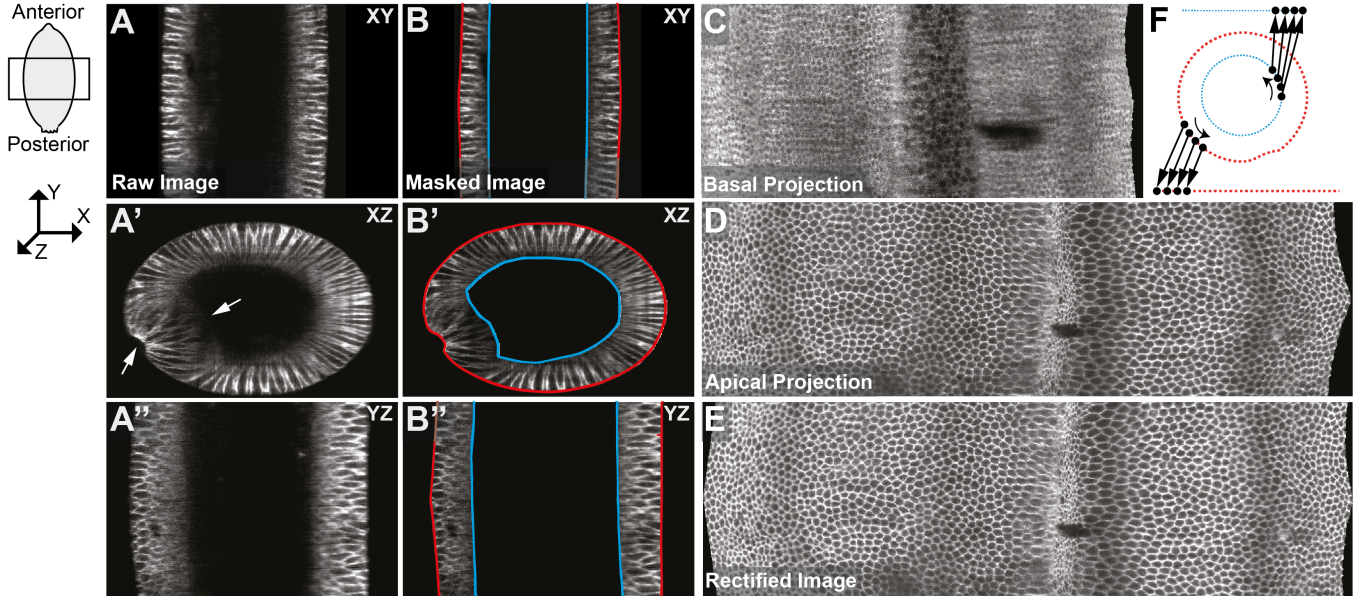 Anterior
Posterior
Y
X
Z
A
XY
Raw Image
B
XY
Masked Image
C
Basal Projection
F
A’
XZ
B’
XZ
D
Apical Projection
A”
YZ
B”
YZ
E
Rectified Image